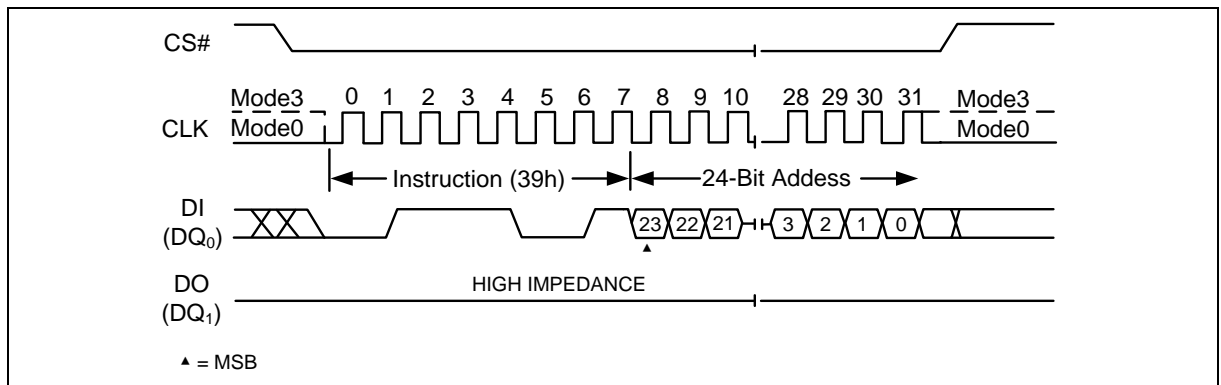 CS#
Mode3 0 1 2 3 4 5 6 7 8 9 10 28 29 30 31 Mode3
CLK Mode0 Mode0
Instruction (39h) 24-Bit Addess
DI
(DQ0) 23 22 21 3 2 1 0
DO HIGH IMPEDANCE
(DQ1)
▲ = MSB